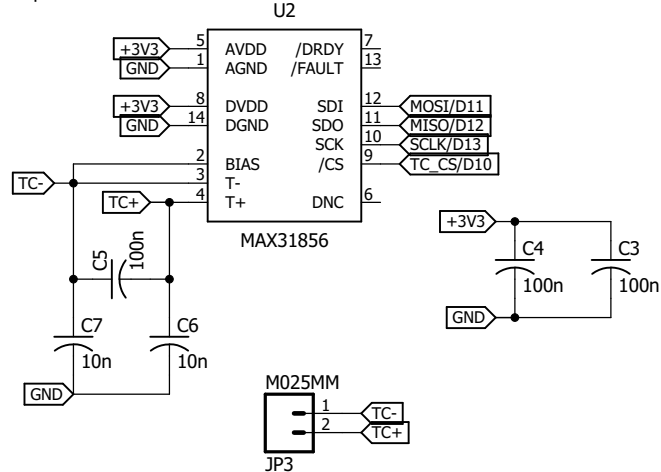 U2
+3V3 5 AVDD /DRDY 7
GND 1 AGND /FAULT 13
+3V3 8 DVDD SDI 12 MOSI/D11
GND 14 DGND SDO 11 MISO/D12
SCK 10 SCLK/D13
2 BIAS /CS 9 TC_CS/D10
TC- 3 T-
TC+ 4 T+ DNC 6
MAX31856
+3V3
C5 100n
C4 C3
100n 100n
GND
C7 C6
10n 10n
GND
M025MM
1 TC-
2 TC+
JP3